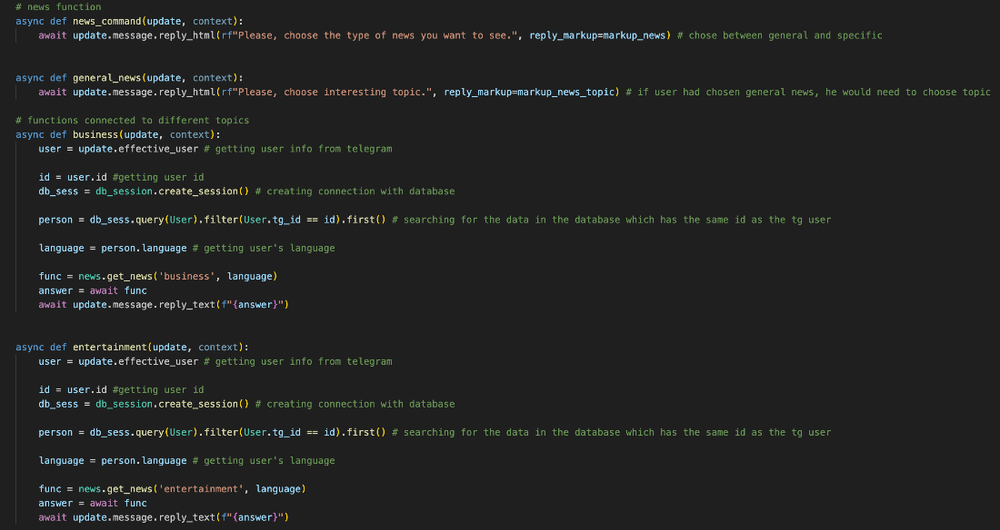 # news function
async def news_command(update, context):
    await update.message.reply_html(rf"Please, choose the type of news you want to see.", reply_markup=markup_news) # chose between general and specific
async def general_news(update, context):
    await update.message.reply_html(rf"Please, choose interesting topic.", reply_markup=markup_news_topic) # if user had chosen general news, he would need to choose topic
# functions connected to different topics
async def business(update, context):
    user = update.effective_user # getting user info from telegram
    id = user.id #getting user id
    db_sess = db_session.create_session() # creating connection with database
    person = db_sess.query(User).filter(User.tg_id == id).first() # searching for the data in the database which has the same id as the tg user
    language = person.language # getting user's language
    func = news.get_news('business', language)
    answer = await func
    await update.message.reply_text(f"{answer}")
async def entertainment(update, context):
    user = update.effective_user # getting user info from telegram
    id = user.id #getting user id
    db_sess = db_session.create_session() # creating connection with database
    person = db_sess.query(User).filter(User.tg_id == id).first() # searching for the data in the database which has the same id as the tg user
    language = person.language # getting user's language
    func = news.get_news('entertainment', language)
    answer = await func
    await update.message.reply_text(f"{answer}")